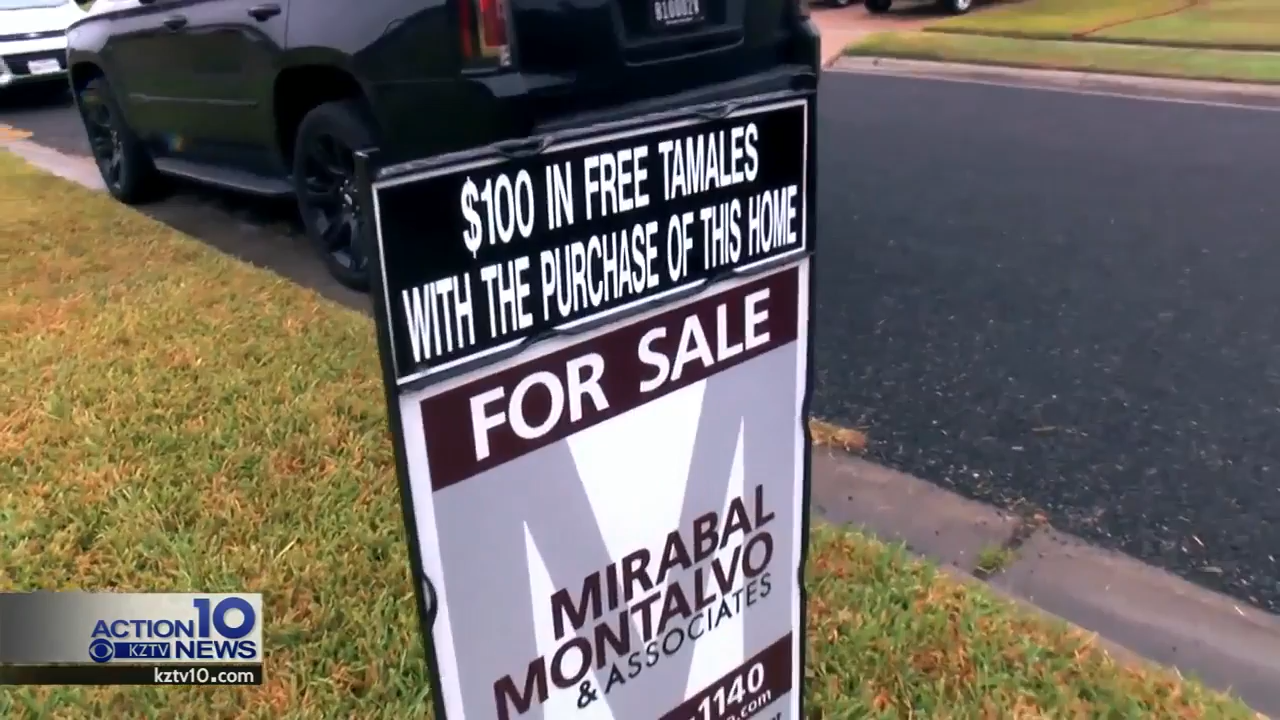 $100 IN FREE TAMALES
WITH THE PURCHASE OF THIS HOME
FOR SALE
MIRABAL
MONTALVO
& ASSOCIATES
1140
.com
ACTION 10
KZTV NEWS
kztv10.com